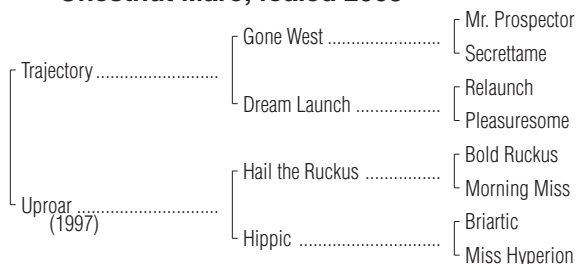 Chestnut Mare, foaled
Mr. Prospector
Gone West ........................
Secrettame
Trajectory ..................................
Relaunch
Dream Launch ....................
Pleasuresome
Bold Ruckus
Hail the Ruckus ..................
Morning Miss
Uproar ........................................
(1997)
Briartic
Hippic ...................................
Miss Hyperion